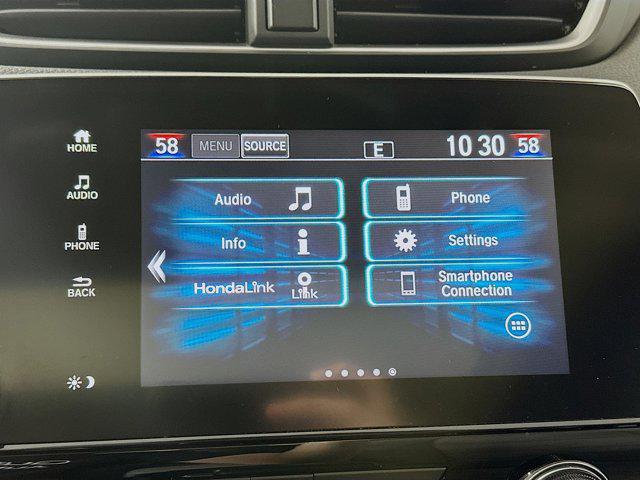 HOME
AUDIO
PHONE
BACK
58 MENU SOURCE E 10 30 58
Audio
Phone
Info
Settings
HondaLink Link
Smartphone
Connection